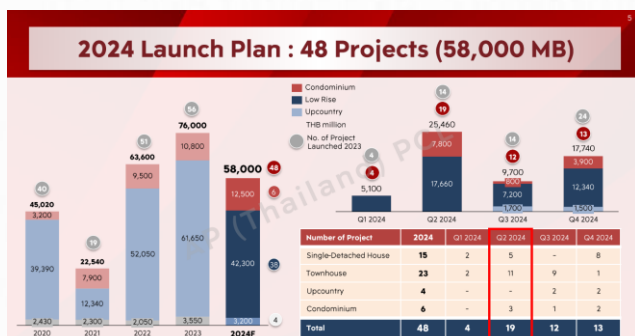 5
2024 Launch Plan : 48 Projects (58,000 MB)
Condominium
Low Rise
Upcountry
THB million
No. of Project
Launched 2023
40
45,020
3,200
39,390
2,430
2020
19
22,540
7,900
12,340
2,300
2021
51
63,600
9,500
52,050
2,050
2022
56
76,000
10,800
61,650
3,550
2023
58,000
48
12,500
6
42,300
38
3,200
4
2024F
4
4
5,100
Q1 2024
14
19
25,460
7,800
17,660
Q2 2024
14
12
9,700
800
7,200
1,700
Q3 2024
24
13
17,740
3,900
12,340
1,500
Q4 2024
AP (Thailand) PCL
Number of Project 2024 Q1 2024 Q2 2024 Q3 2024 Q4 2024
Single-Detached House 15 2 5 - 8
Townhouse 23 2 11 9 1
Upcountry 4 - - 2 2
Condominium 6 3 1 2
Total 48 4 19 12 13